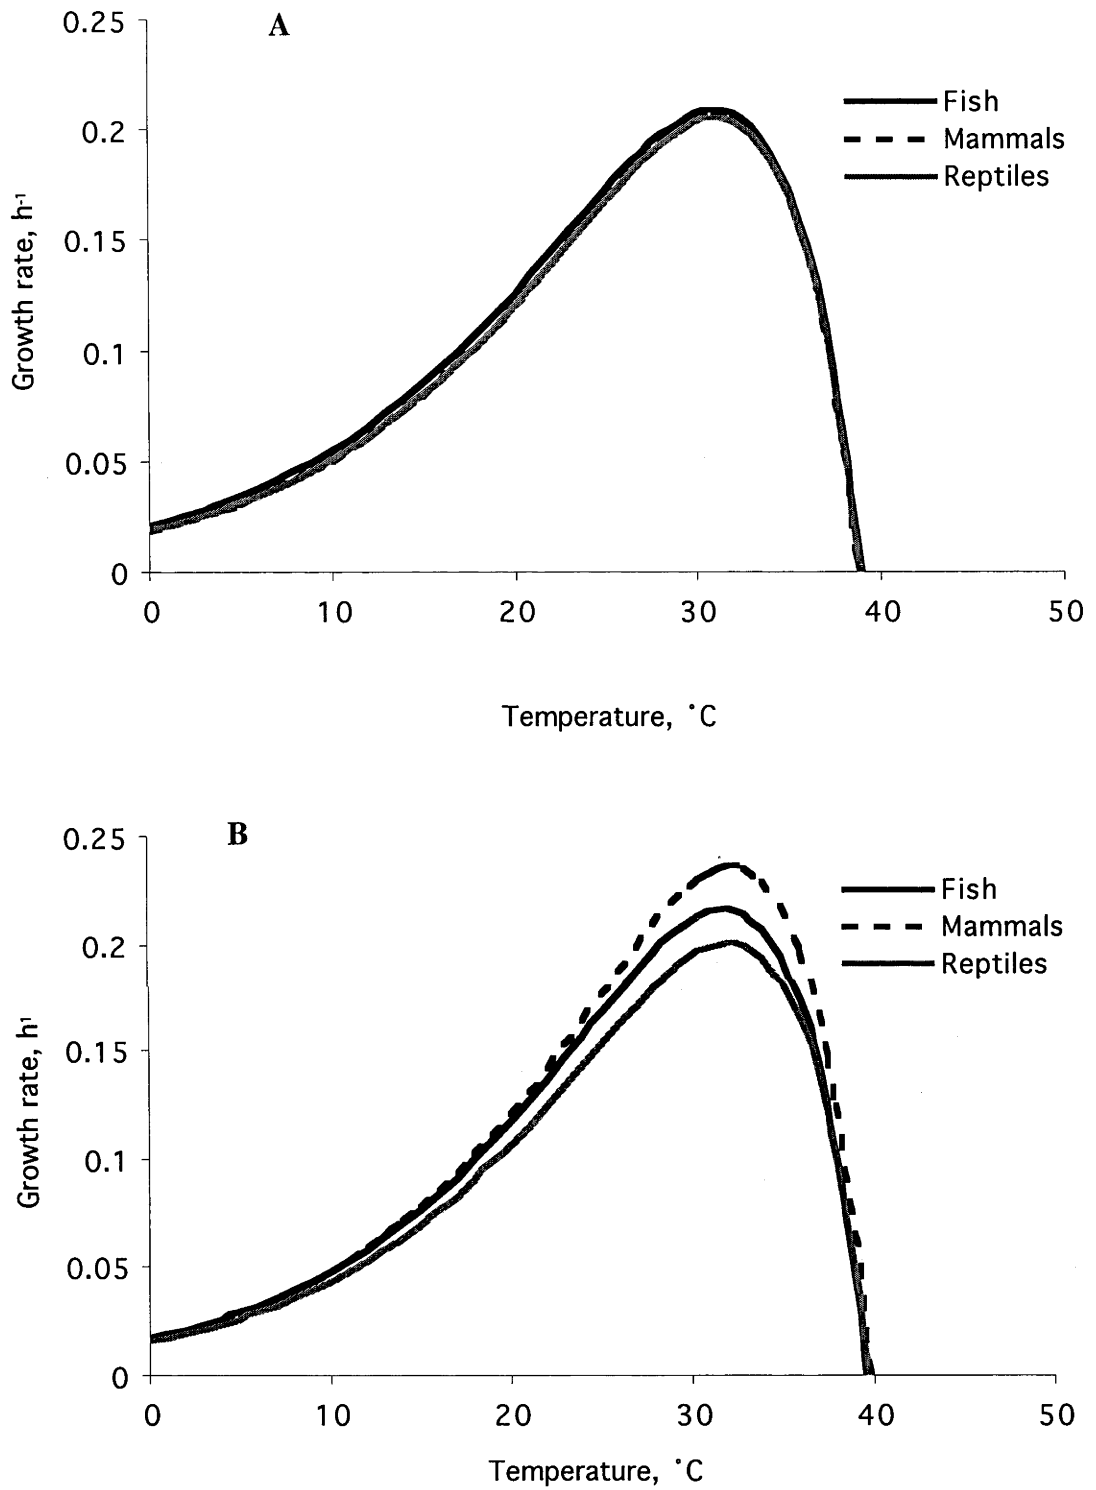 A
0.25
0.2
0.15
0.1
0.05
0
Growth rate, h-1
Fish
Mammals
Reptiles
0 10 20 30 40 50
Temperature, °C
B
0.25
0.2
0.15
0.1
0.05
0
Growth rate, h1
Fish
Mammals
Reptiles
0 10 20 30 40 50
Temperature, °C